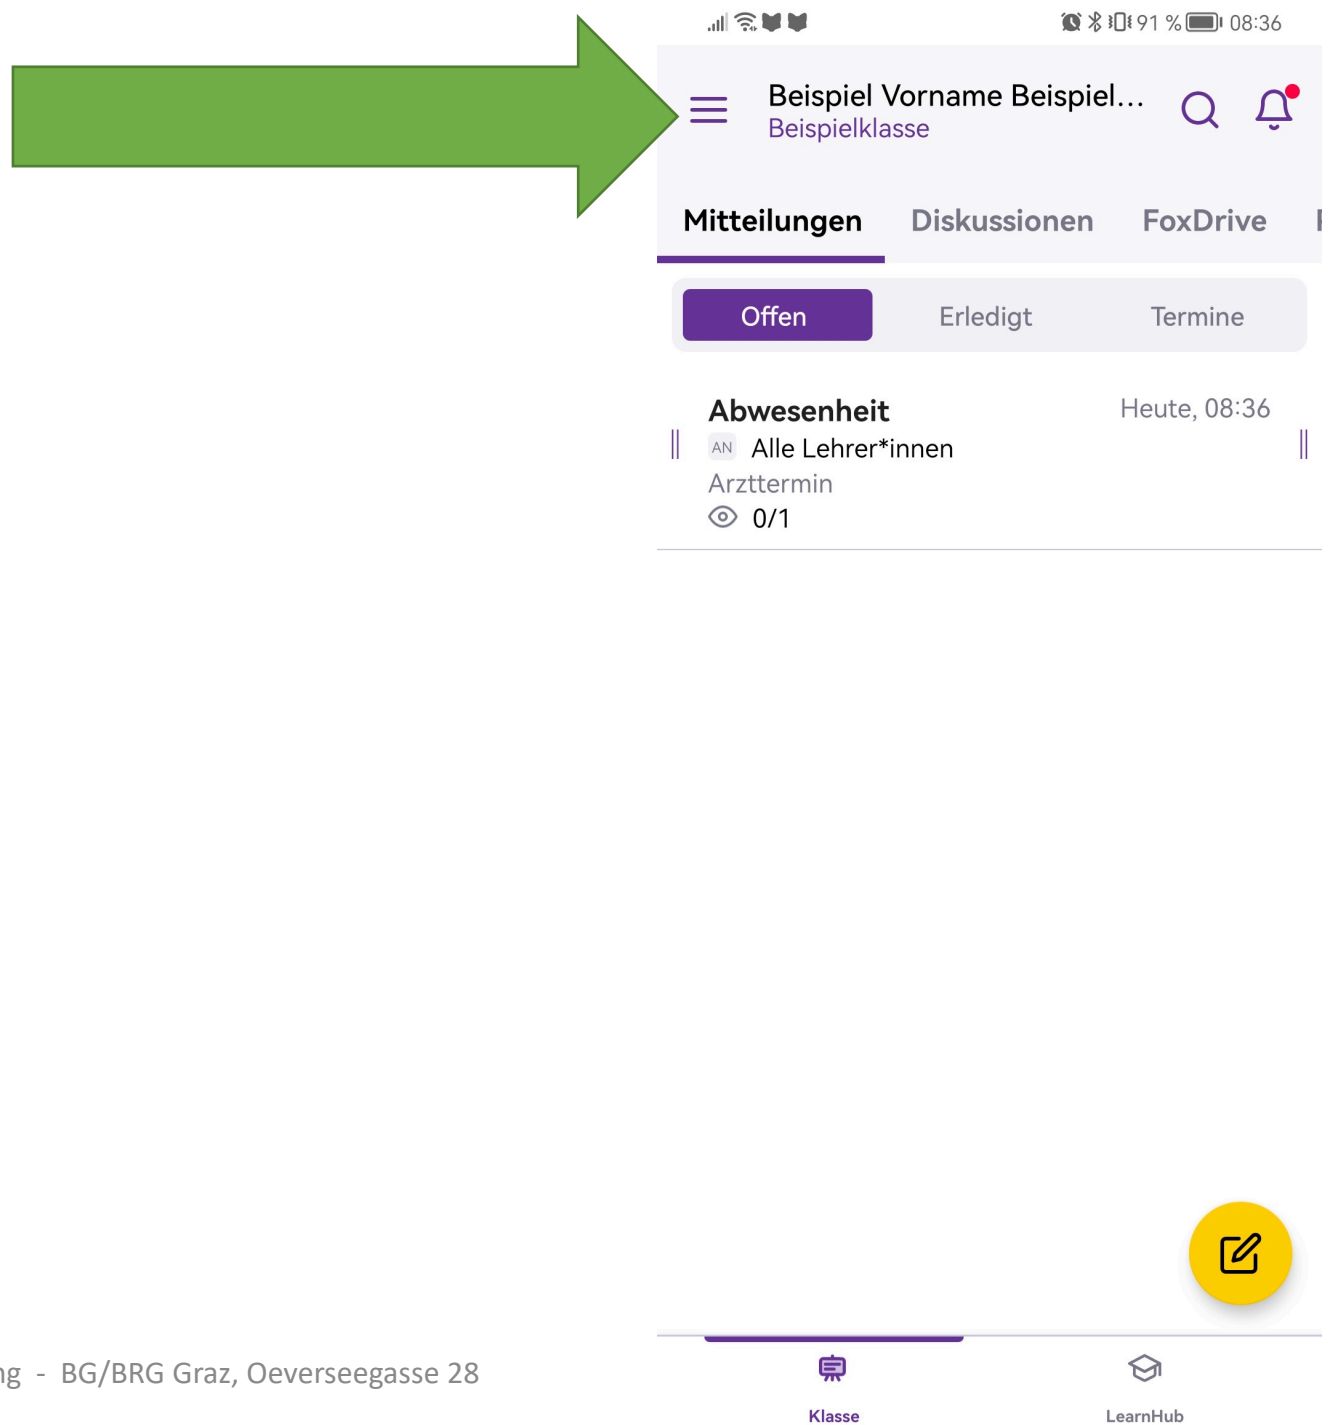 91 % 08:36
Beispiel Vorname Beispiel...
Beispielklasse
Mitteilungen Diskussionen FoxDrive
Offen Erledigt Termine
Abwesenheit Heute, 08:36
AN Alle Lehrer*innen
Arzttermin
0/1
- BG/BRG Graz, Oeverseegasse 28
Klasse LearnHub